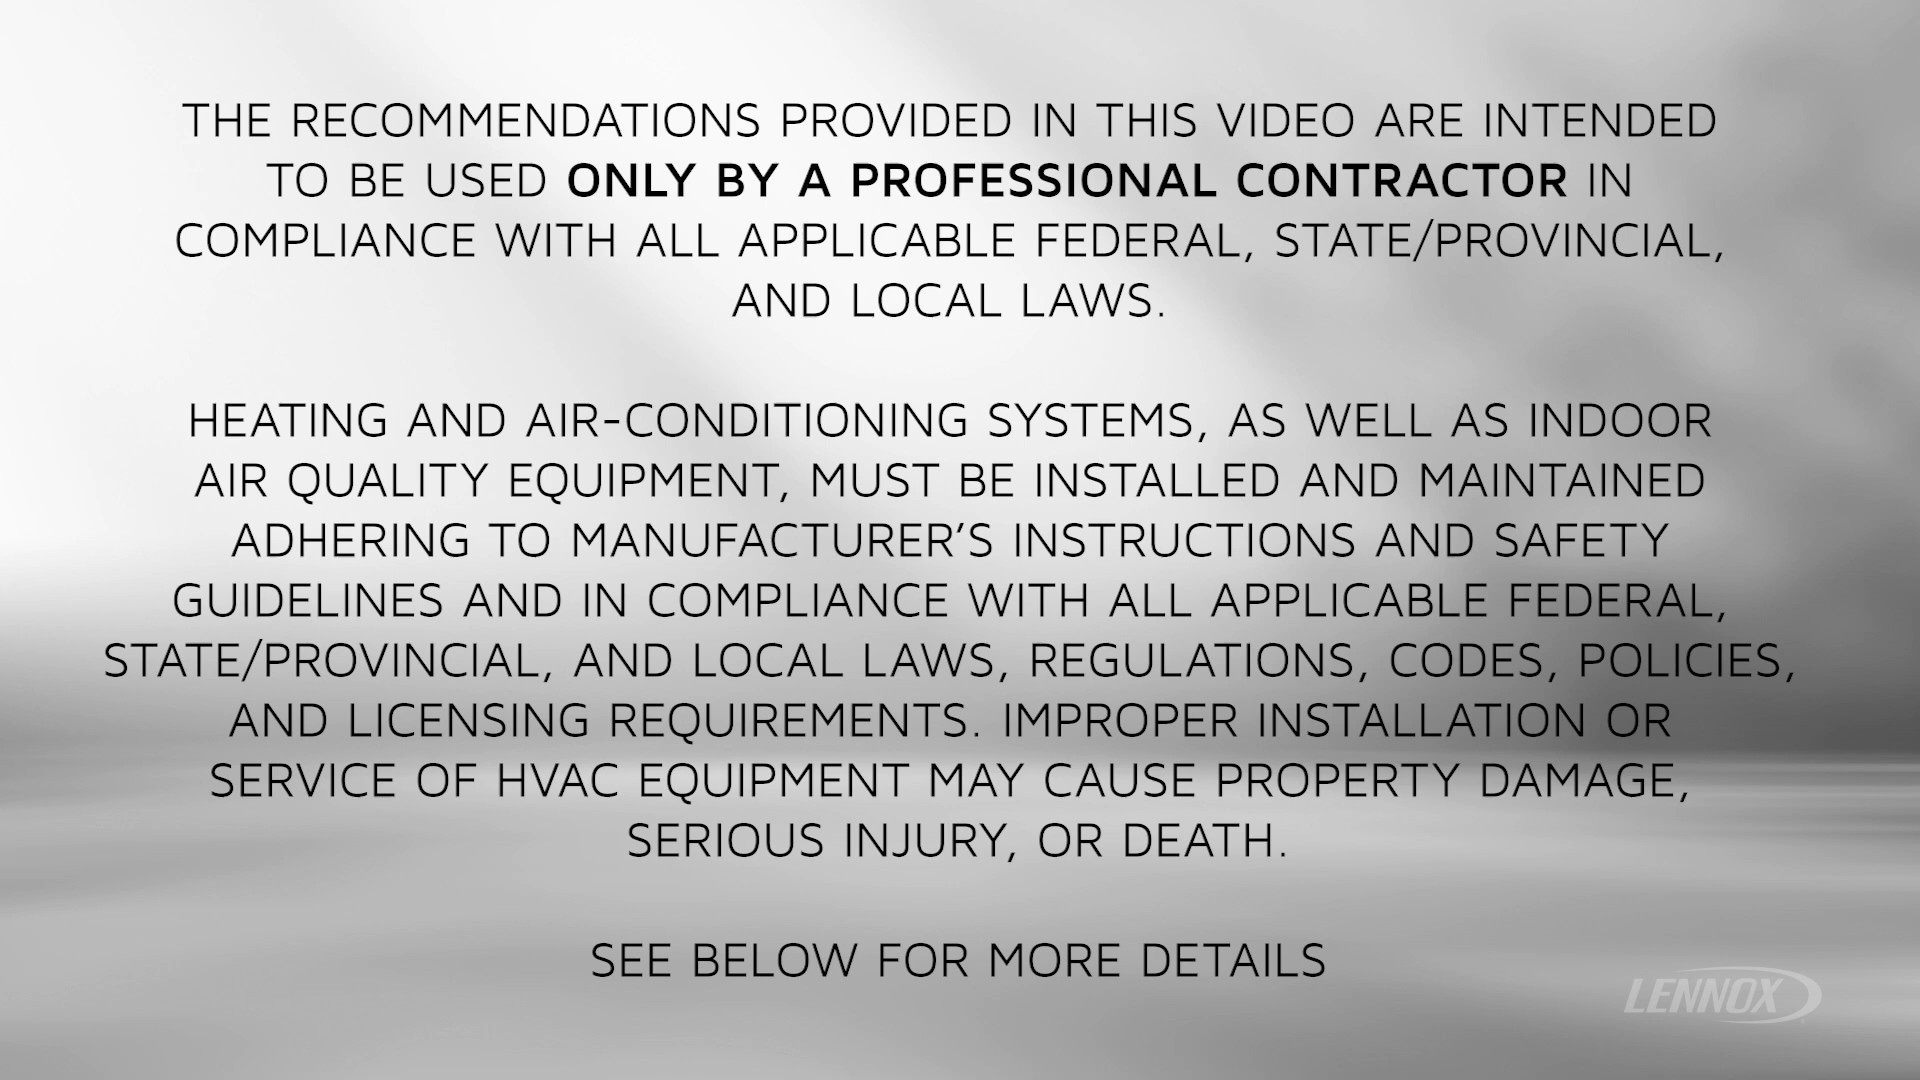 THE RECOMMENDATIONS PROVIDED IN THIS VIDEO ARE INTENDED
TO BE USED ONLY BY A PROFESSIONAL CONTRACTOR IN
COMPLIANCE WITH ALL APPLICABLE FEDERAL, STATE/PROVINCIAL,
AND LOCAL LAWS.
HEATING AND AIR-CONDITIONING SYSTEMS, AS WELL AS INDOOR
AIR QUALITY EQUIPMENT, MUST BE INSTALLED AND MAINTAINED
ADHERING TO MANUFACTURER’S INSTRUCTIONS AND SAFETY
GUIDELINES AND IN COMPLIANCE WITH ALL APPLICABLE FEDERAL,
STATE/PROVINCIAL, AND LOCAL LAWS, REGULATIONS, CODES, POLICIES,
AND LICENSING REQUIREMENTS. IMPROPER INSTALLATION OR
SERVICE OF HVAC EQUIPMENT MAY CAUSE PROPERTY DAMAGE,
SERIOUS INJURY, OR DEATH.
SEE BELOW FOR MORE DETAILS
LENNOX